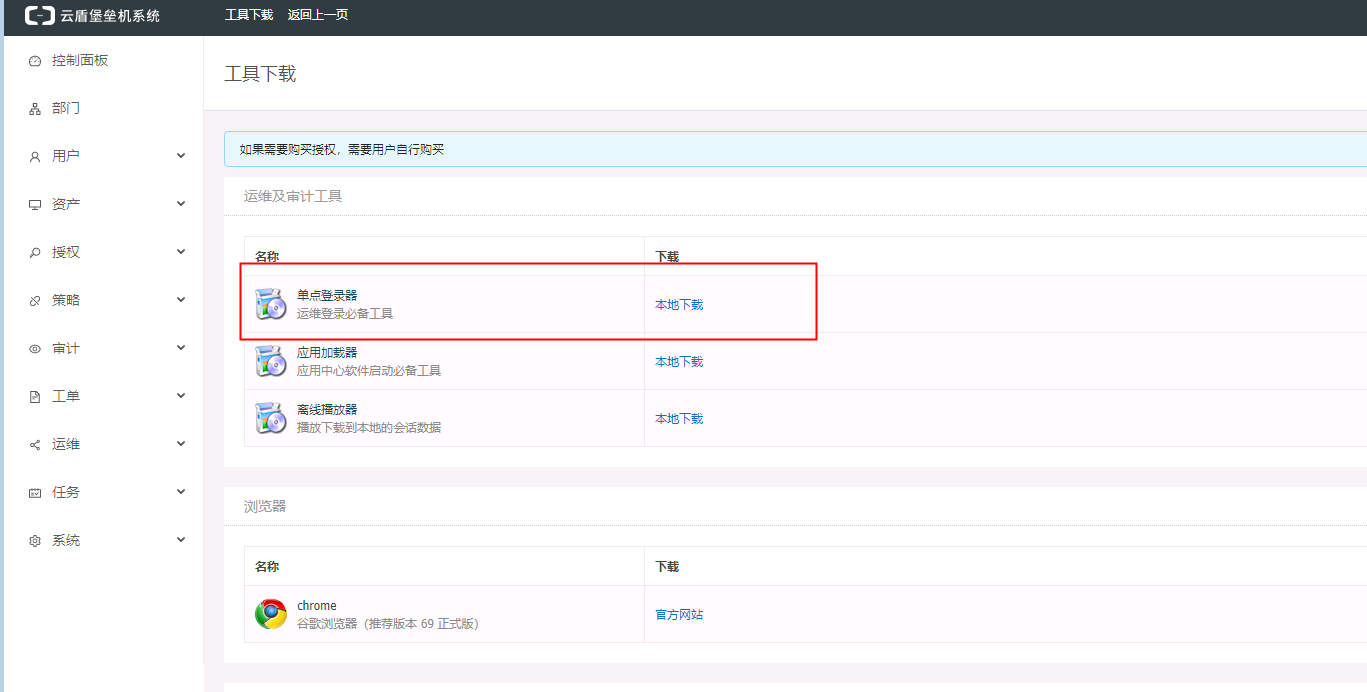 云盾堡垒机系统
工具下载 返回上一页
控制面板
部门
用户
资产
授权
策略
审计
工单
运维
任务
系统
工具下载
如果需要购买授权，需要用户自行购买
运维及审计工具
名称 下载
单点登录器
运维登录必备工具
本地下载
应用加载器
应用中心软件启动必备工具
本地下载
离线播放器
播放下载到本地的会话数据
本地下载
浏览器
名称 下载
chrome
谷歌浏览器（推荐版本 69 正式版）
官方网站